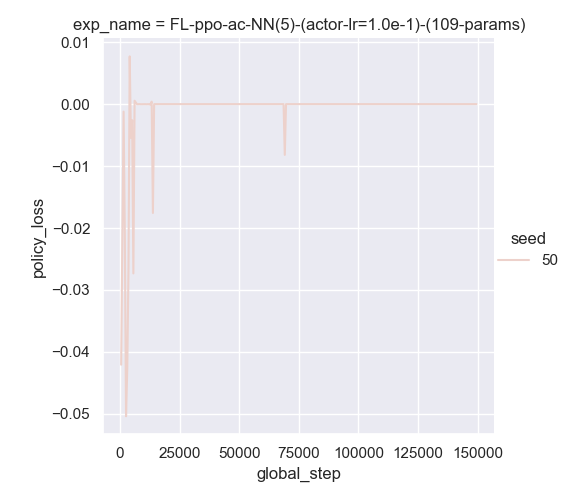 exp_name = FL-ppo-ac-NN(5)-(actor-lr=1.0e-1)-(109-params)
0.01
0.00
−0.01
−0.02
−0.03
−0.04
−0.05
policy_loss
seed
50
0 25000 50000 75000 100000 125000 150000
global_step